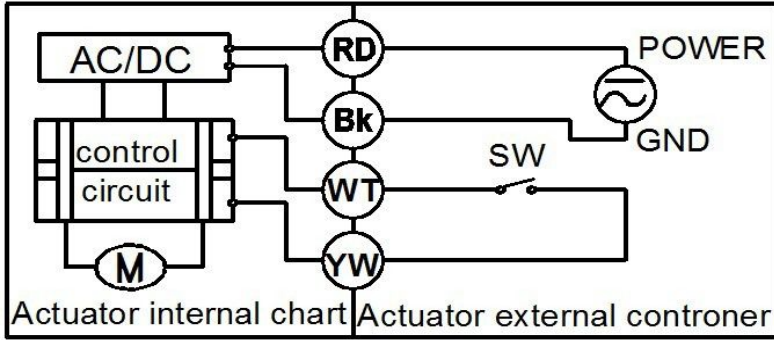 AC/DC
RD
POWER
Bk
GND
control
SW
circuit
WT
YW
M
Actuator internal chart
Actuator external controner